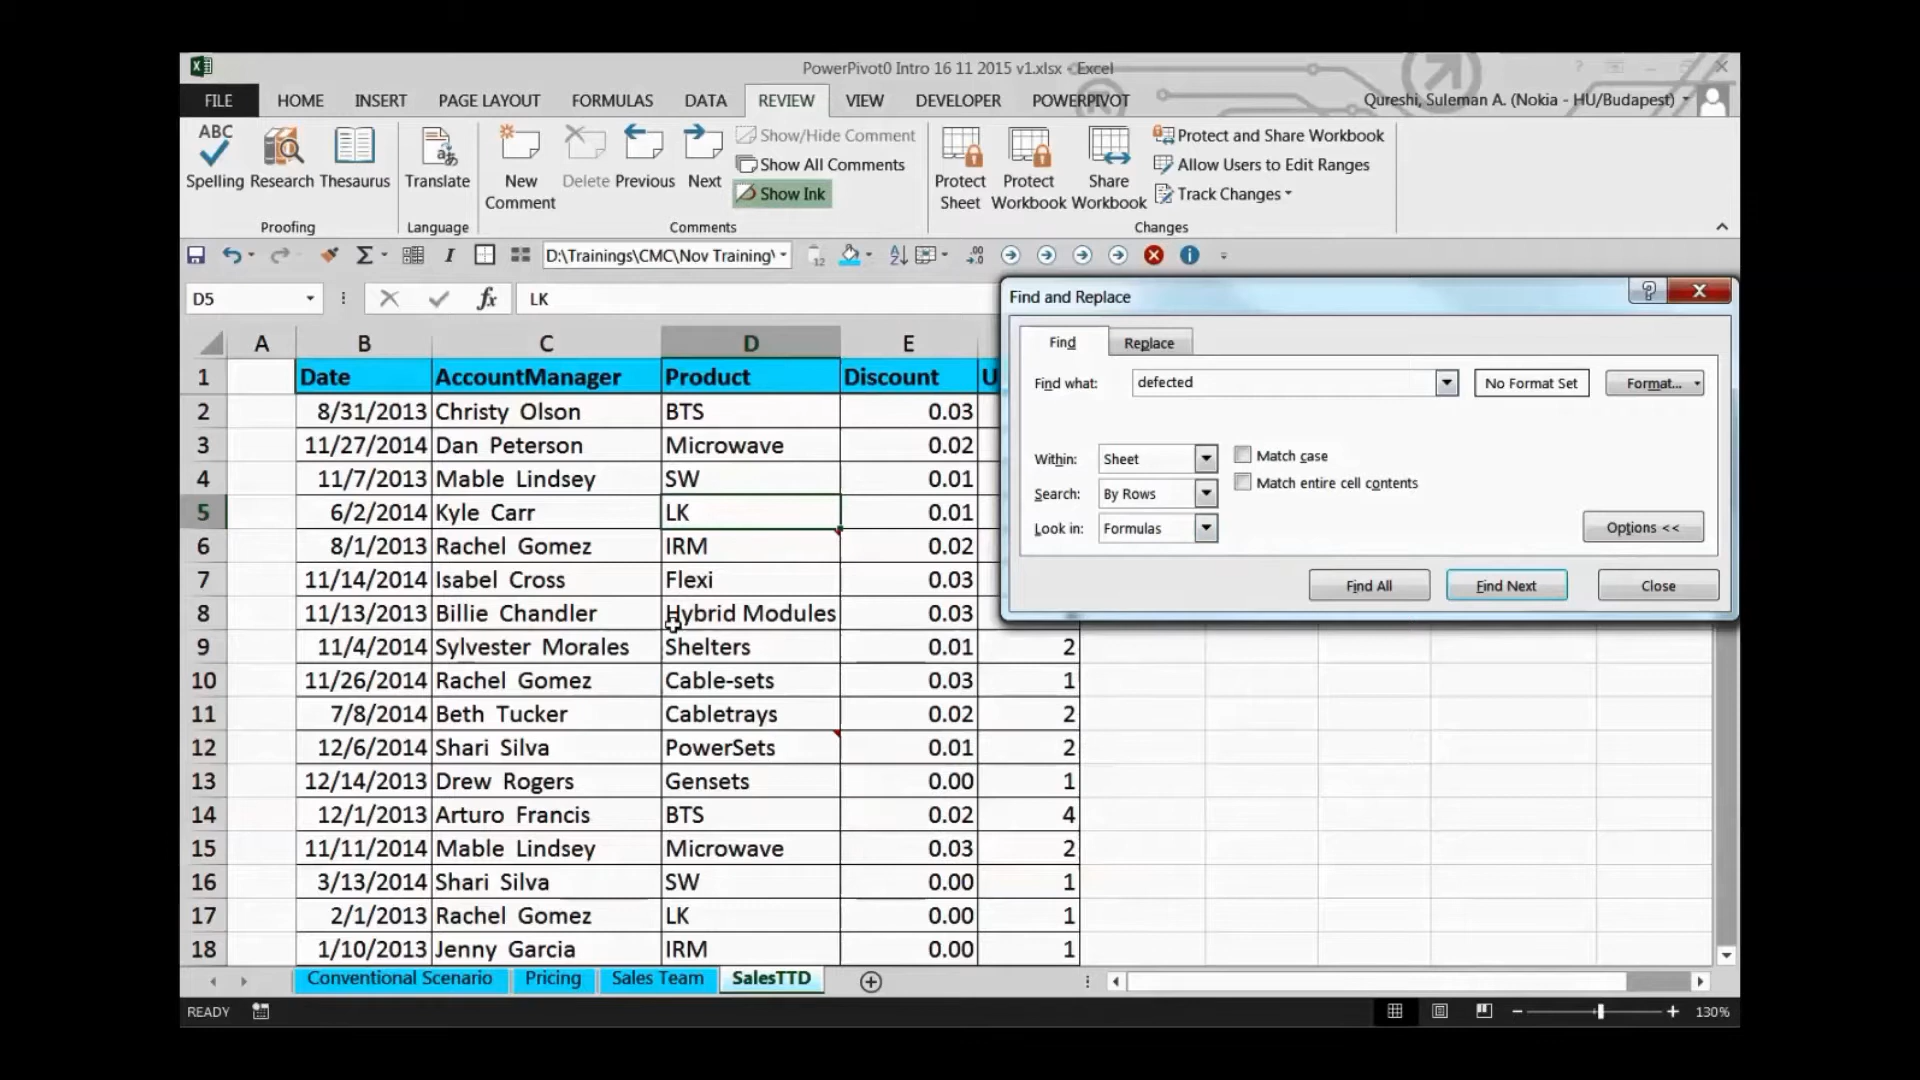 PowerPivot0 Intro 16 11 2015 v1.xlsx - Excel
FILE HOME INSERT PAGE LAYOUT FORMULAS DATA REVIEW VIEW DEVELOPER POWERPIVOT Qureshi, Suleman A. (Nokia - HU/Budapest)
ABC
Spelling Research Thesaurus Translate New Comment Delete Previous Next
Show/Hide Comment
Show All Comments
Show Ink
Protect Sheet Protect Workbook Share Workbook
Protect and Share Workbook
Allow Users to Edit Ranges
Track Changes
Proofing Language Comments Changes
D:\Trainings\CMC\Nov Training\
D5 fx LK
Find and Replace
Find Replace
Find what: defected No Format Set Format...
Within: Sheet Match case
Match entire cell contents
Search: By Rows
Look in: Formulas Options <<
Find All Find Next Close
A B C D E
1 Date AccountManager Product Discount U
2 8/31/2013 Christy Olson BTS 0.03
3 11/27/2014 Dan Peterson Microwave 0.02
4 11/7/2013 Mable Lindsey SW 0.01
5 6/2/2014 Kyle Carr LK 0.01
6 8/1/2013 Rachel Gomez IRM 0.02
7 11/14/2014 Isabel Cross Flexi 0.03
8 11/13/2013 Billie Chandler Hybrid Modules 0.03
9 11/4/2014 Sylvester Morales Shelters 0.01 2
10 11/26/2014 Rachel Gomez Cable-sets 0.03 1
11 7/8/2014 Beth Tucker Cabletrays 0.02 2
12 12/6/2014 Shari Silva PowerSets 0.01 2
13 12/14/2013 Drew Rogers Gensets 0.00 1
14 12/1/2013 Arturo Francis BTS 0.02 4
15 11/11/2014 Mable Lindsey Microwave 0.03 2
16 3/13/2014 Shari Silva SW 0.00 1
17 2/1/2013 Rachel Gomez LK 0.00 1
18 1/10/2013 Jenny Garcia IRM 0.00 1
Conventional Scenario Pricing Sales Team SalesTTD
READY 130%